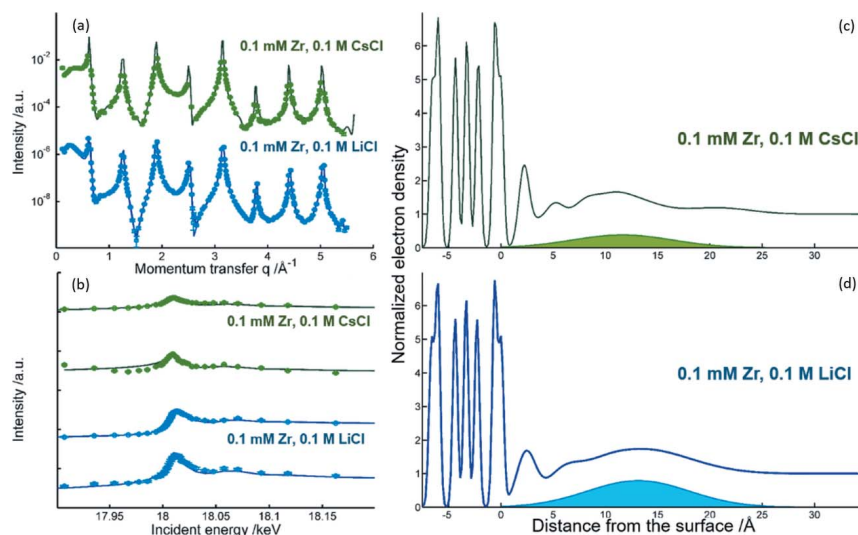 (a)
0.1 mM Zr, 0.1 M CsCl
0.1 mM Zr, 0.1 M LiCl
Intensity /a.u.
10-2
10-4
10-6
10-8
0 1 2 3 4 5 6
Momentum transfer q /Å-1
(b)
0.1 mM Zr, 0.1 M CsCl
0.1 mM Zr, 0.1 M LiCl
Intensity /a.u.
17.95 18 18.05 18.1 18.15
Incident energy /keV
(c)
0.1 mM Zr, 0.1 M CsCl
6
5
4
3
2
1
0
-5 0 5 10 15 20 25 30
Normalized electron density
(d)
0.1 mM Zr, 0.1 M LiCl
6
5
4
3
2
1
0
-5 0 5 10 15 20 25 30
Distance from the surface /Å